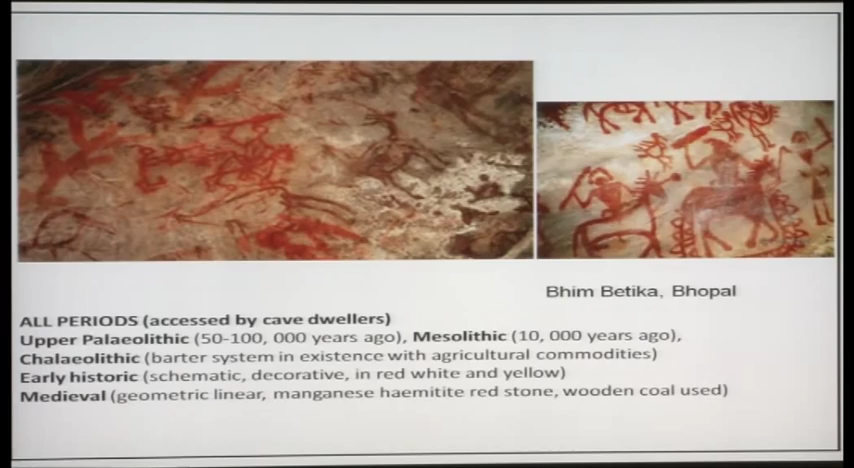 Bhim Betika, Bhopal
ALL PERIODS (accessed by cave dwellers)
Upper Palaeolithic (50-100, 000 years ago), Mesolithic (10, 000 years ago),
Chalaeolithic (barter system in existence with agricultural commodities)
Early historic (schematic, decorative, in red white and yellow)
Medieval (geometric linear, manganese haemitite red stone, wooden coal used)